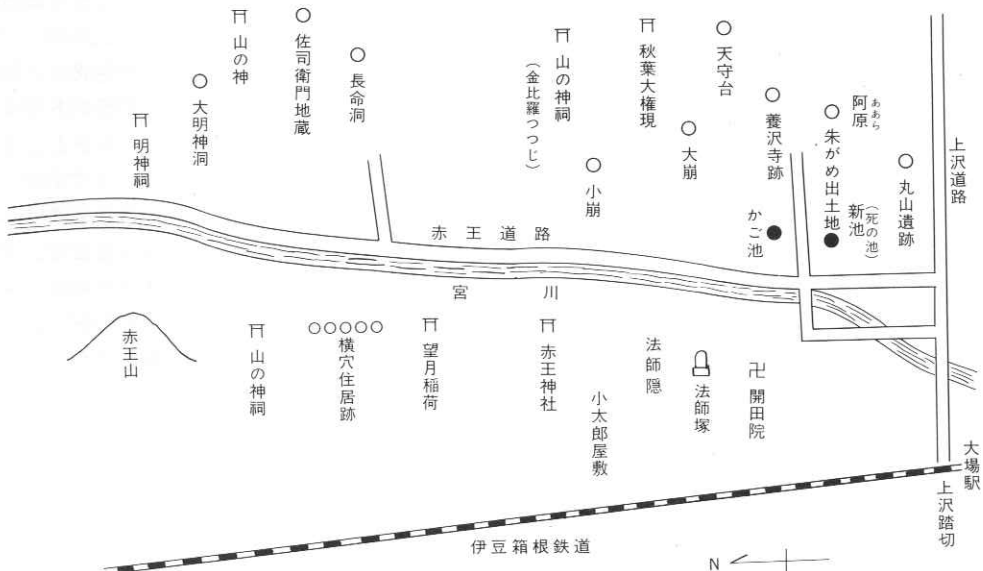 上沢道路
丸山遺跡
新池
(死の池)
阿原
ああら
朱がめ出土地
養沢寺跡
かご池
天守台
大崩
秋葉大権現
山の神祠
(金比羅つつじ)
小崩
長命洞
佐司衛門地蔵
山の神
大明神洞
明神祠
赤王道路
宮川
開田院
法師塚
法師隠
小太郎屋敷
赤王神社
望月稲荷
横穴住居跡
山の神祠
赤王山
大場駅
上沢踏切
伊豆箱根鉄道
N